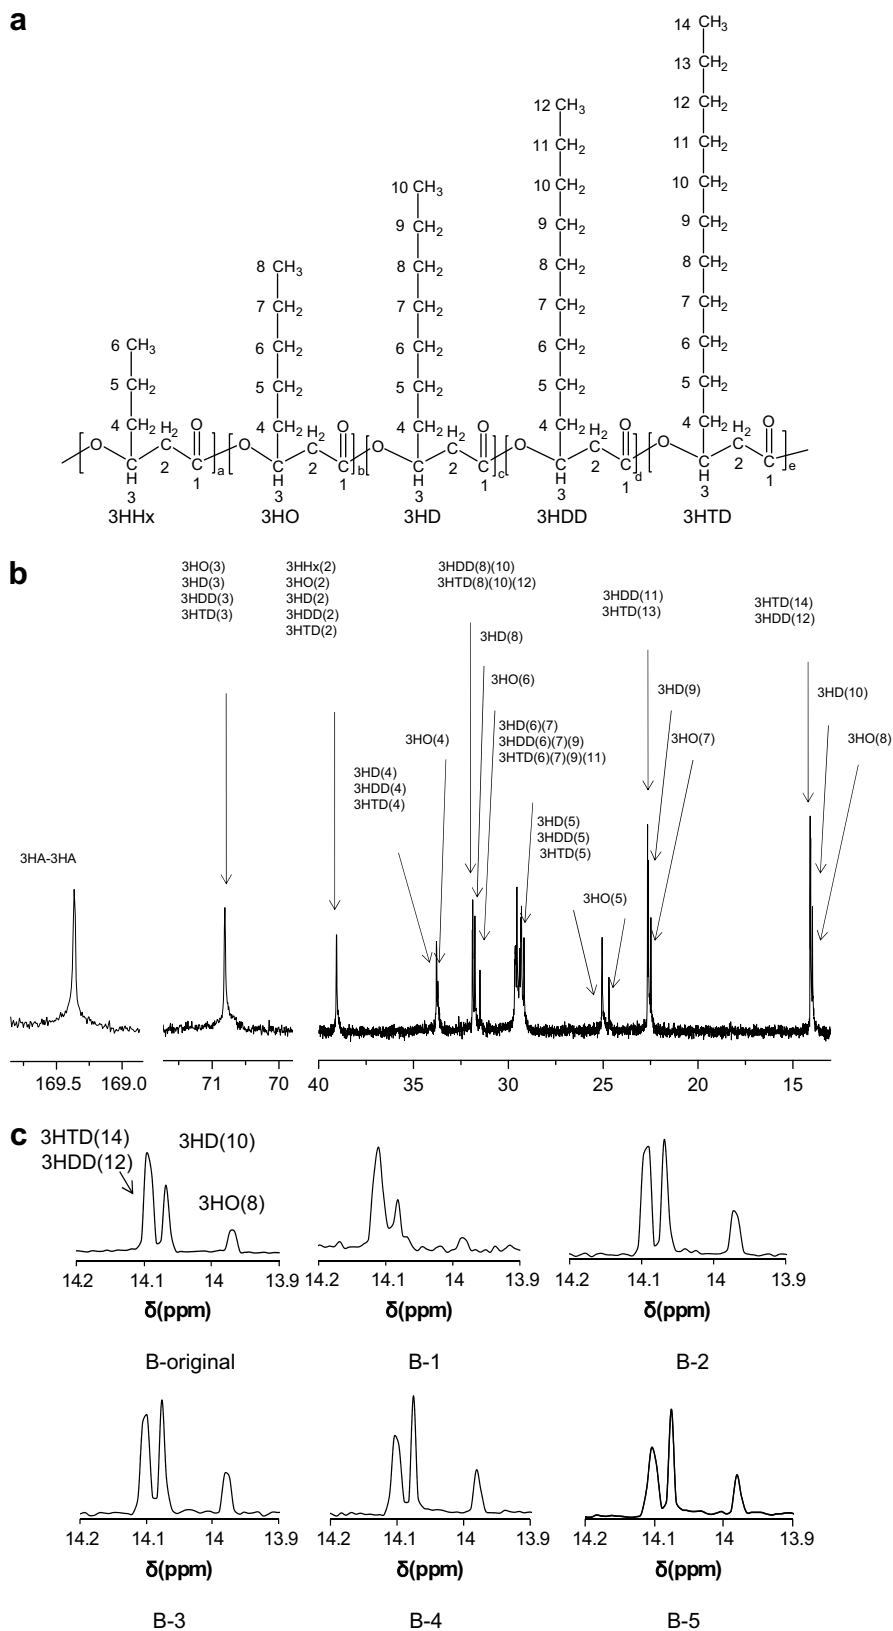 a
14 CH3
13 CH2
12 CH3 12 CH2
11 CH2 11 CH2
10 CH3 10 CH2 10 CH2
9 CH2 9 CH2 9 CH2
8 CH3 8 CH2 8 CH2 8 CH2
7 CH2 7 CH2 7 CH2 7 CH2
6 CH3 6 CH2 6 CH2 6 CH2 6 CH2
5 CH2 5 CH2 5 CH2 5 CH2 5 CH2
4 CH2 H2 O 4 CH2 H2 O 4 CH2 H2 O 4 CH2 H2 O 4 CH2 H2 O
O C C C a O C C C b O C C C c O C C C d O C C C e
H 2 1 H 2 1 H 2 1 H 2 1 H 2 1
3 3 3 3 3
3HHx 3HO 3HD 3HDD 3HTD
b
3HO(3)
3HD(3)
3HDD(3)
3HTD(3)
3HHx(2)
3HO(2)
3HD(2)
3HDD(2)
3HTD(2)
3HDD(8)(10)
3HTD(8)(10)(12)
3HD(8)
3HO(6)
3HDD(11)
3HTD(13)
3HTD(14)
3HDD(12)
3HD(9)
3HD(10)
3HO(7)
3HO(8)
3HO(4)
3HD(6)(7)
3HDD(6)(7)(9)
3HTD(6)(7)(9)(11)
3HD(4)
3HDD(4)
3HTD(4)
3HD(5)
3HDD(5)
3HTD(5)
3HO(5)
3HA-3HA
169.5 169.0 71 70 40 35 30 25 20 15
c
3HTD(14)
3HDD(12)
3HD(10)
3HO(8)
14.2 14.1 14 13.9
δ(ppm)
B-original
14.2 14.1 14 13.9
δ(ppm)
B-1
14.2 14.1 14 13.9
δ(ppm)
B-2
14.2 14.1 14 13.9
δ(ppm)
B-3
14.2 14.1 14 13.9
δ(ppm)
B-4
14.2 14.1 14 13.9
δ(ppm)
B-5